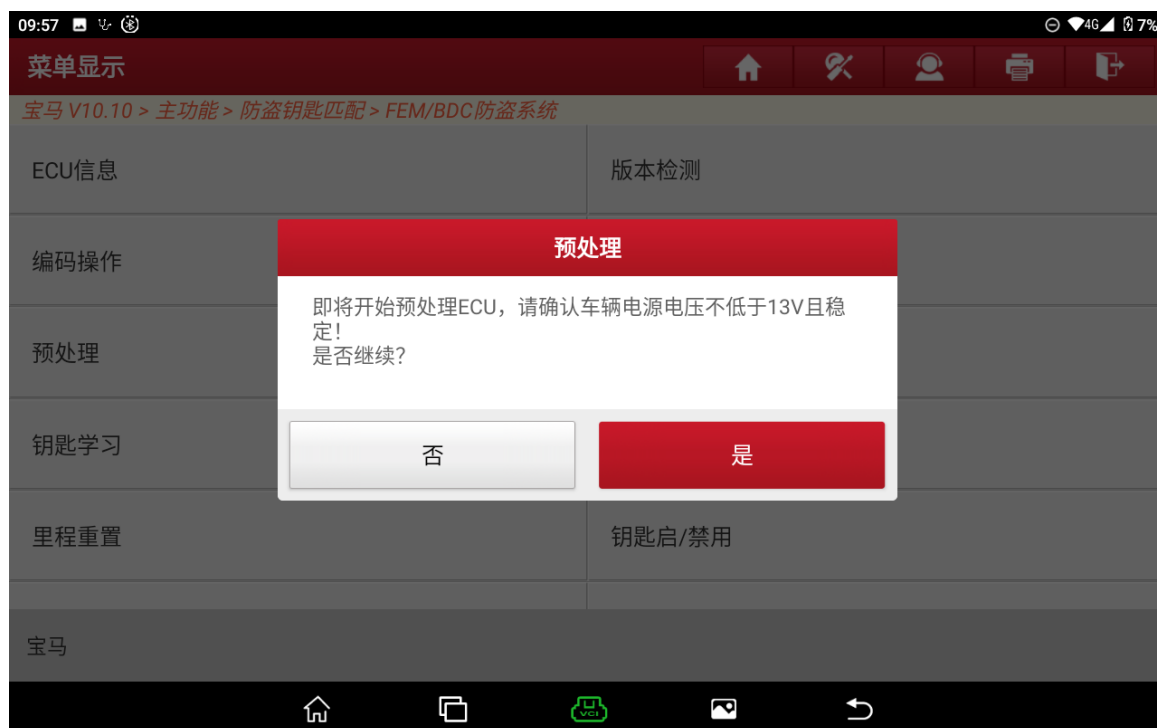 09:57 4G 7%
菜单显示
宝马 V10.10 > 主功能 > 防盗钥匙匹配 > FEM/BDC防盗系统
ECU信息 版本检测
编码操作
预处理
即将开始预处理ECU，请确认车辆电源电压不低于13V且稳
定！
是否继续？
预处理
钥匙学习
否 是
里程重置 钥匙启/禁用
宝马
VCI